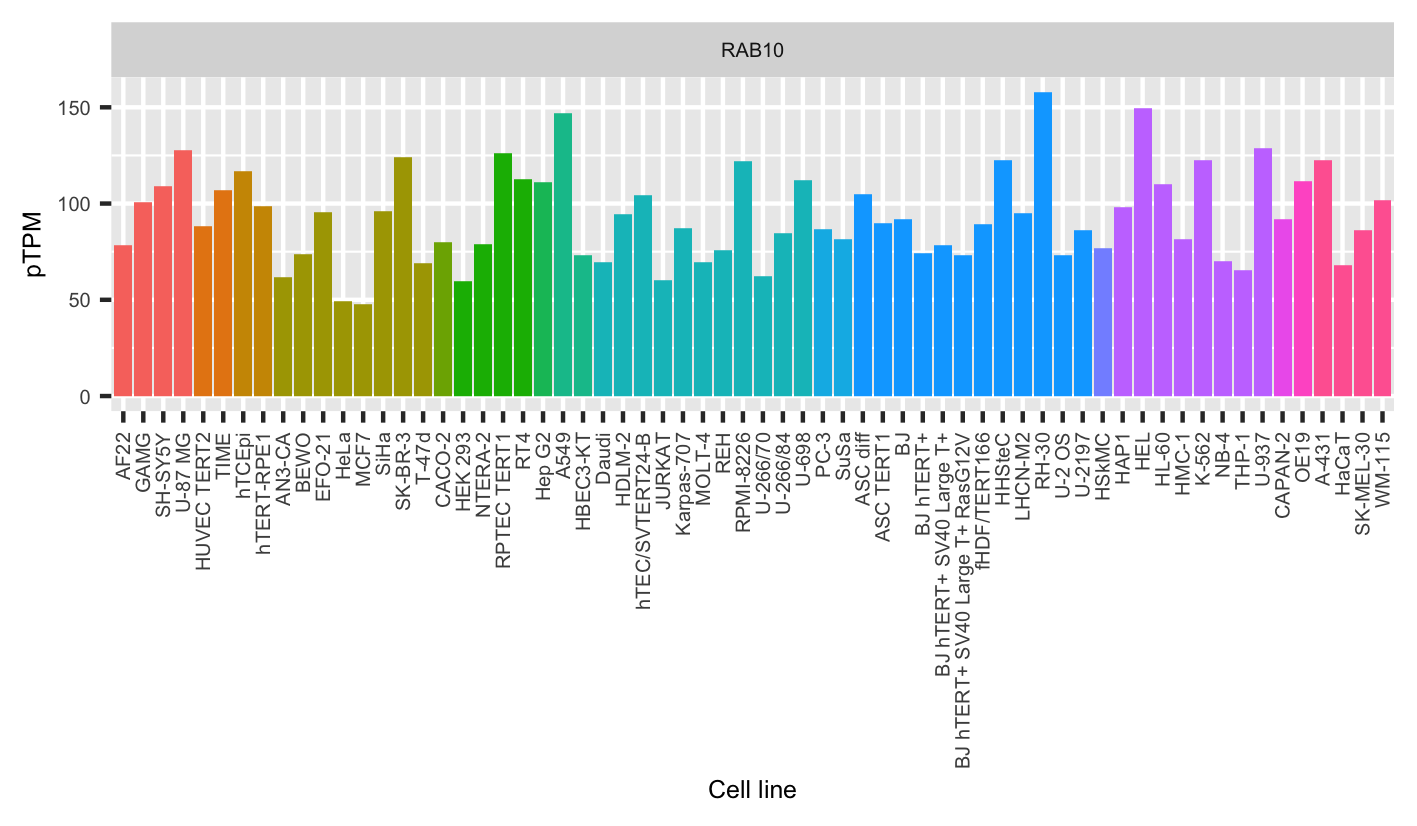 RAB10
150
100
50
0
pTPM
AF22
GAMG
SH-SY5Y
U-87 MG
HUVEC TERT2
TIME
hTCEpi
hTERT-RPE1
AN3-CA
BEWO
EFO-21
HeLa
MCF7
SiHa
SK-BR-3
T-47d
CACO-2
HEK 293
NTERA-2
RPTEC TERT1
RT4
Hep G2
A549
HBEC3-KT
Daudi
HDLM-2
hTEC/SVTERT24-B
JURKAT
Karpas-707
MOLT-4
REH
RPMI-8226
U-266/70
U-266/84
U-698
PC-3
SuSa
ASC diff
ASC TERT1
BJ
BJ hTERT+
BJ hTERT+ SV40 Large T+
BJ hTERT+ SV40 Large T+ RasG12V
fHDF/TERT166
HHSteC
LHCN-M2
RH-30
U-2 OS
U-2197
HSkMC
HAP1
HEL
HL-60
HMC-1
K-562
NB-4
THP-1
U-937
CAPAN-2
OE19
A-431
HaCaT
SK-MEL-30
WM-115
Cell line